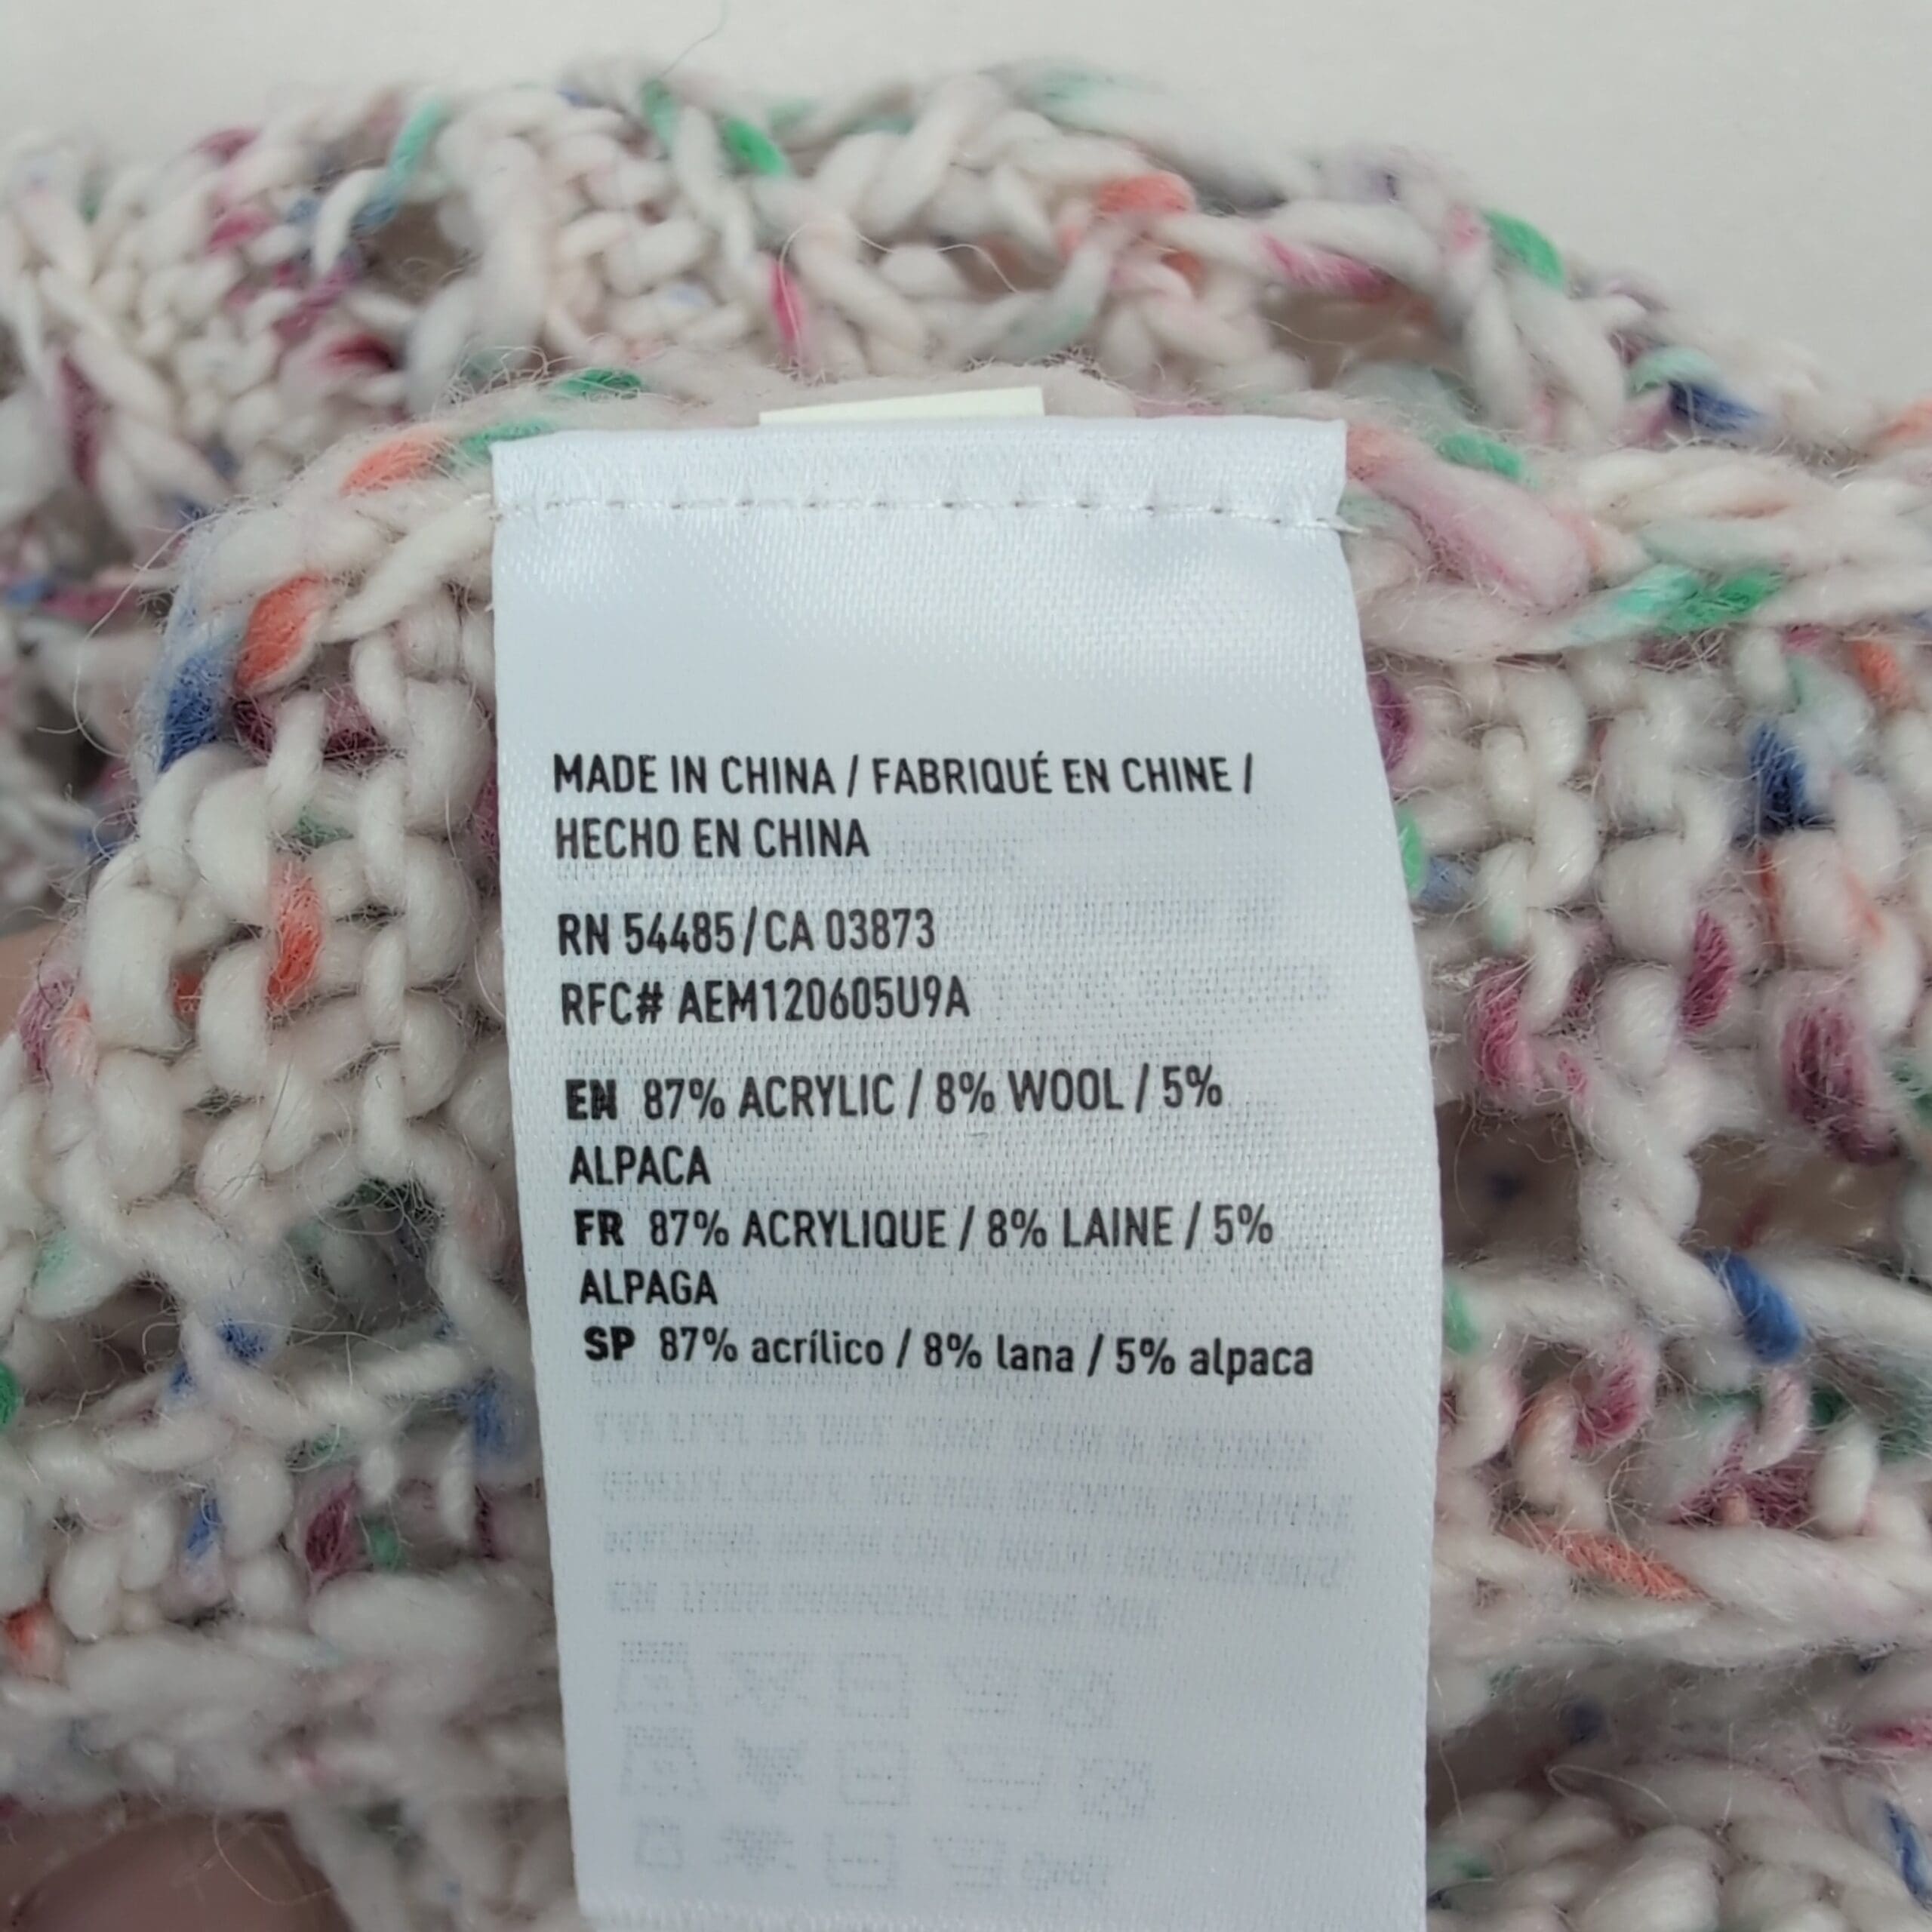 MADE IN CHINA / FABRIQUÉ EN CHINE /
HECHO EN CHINA
RN 54485/CA 03873
RFC# AEM120605U9A
EN 87% ACRYLIC / 8% WOOL / 5%
ALPACA
FR 87% ACRYLIQUE / 8% LAINE / 5%
ALPAGA
SP 87% acrílico / 8% lana / 5% alpaca